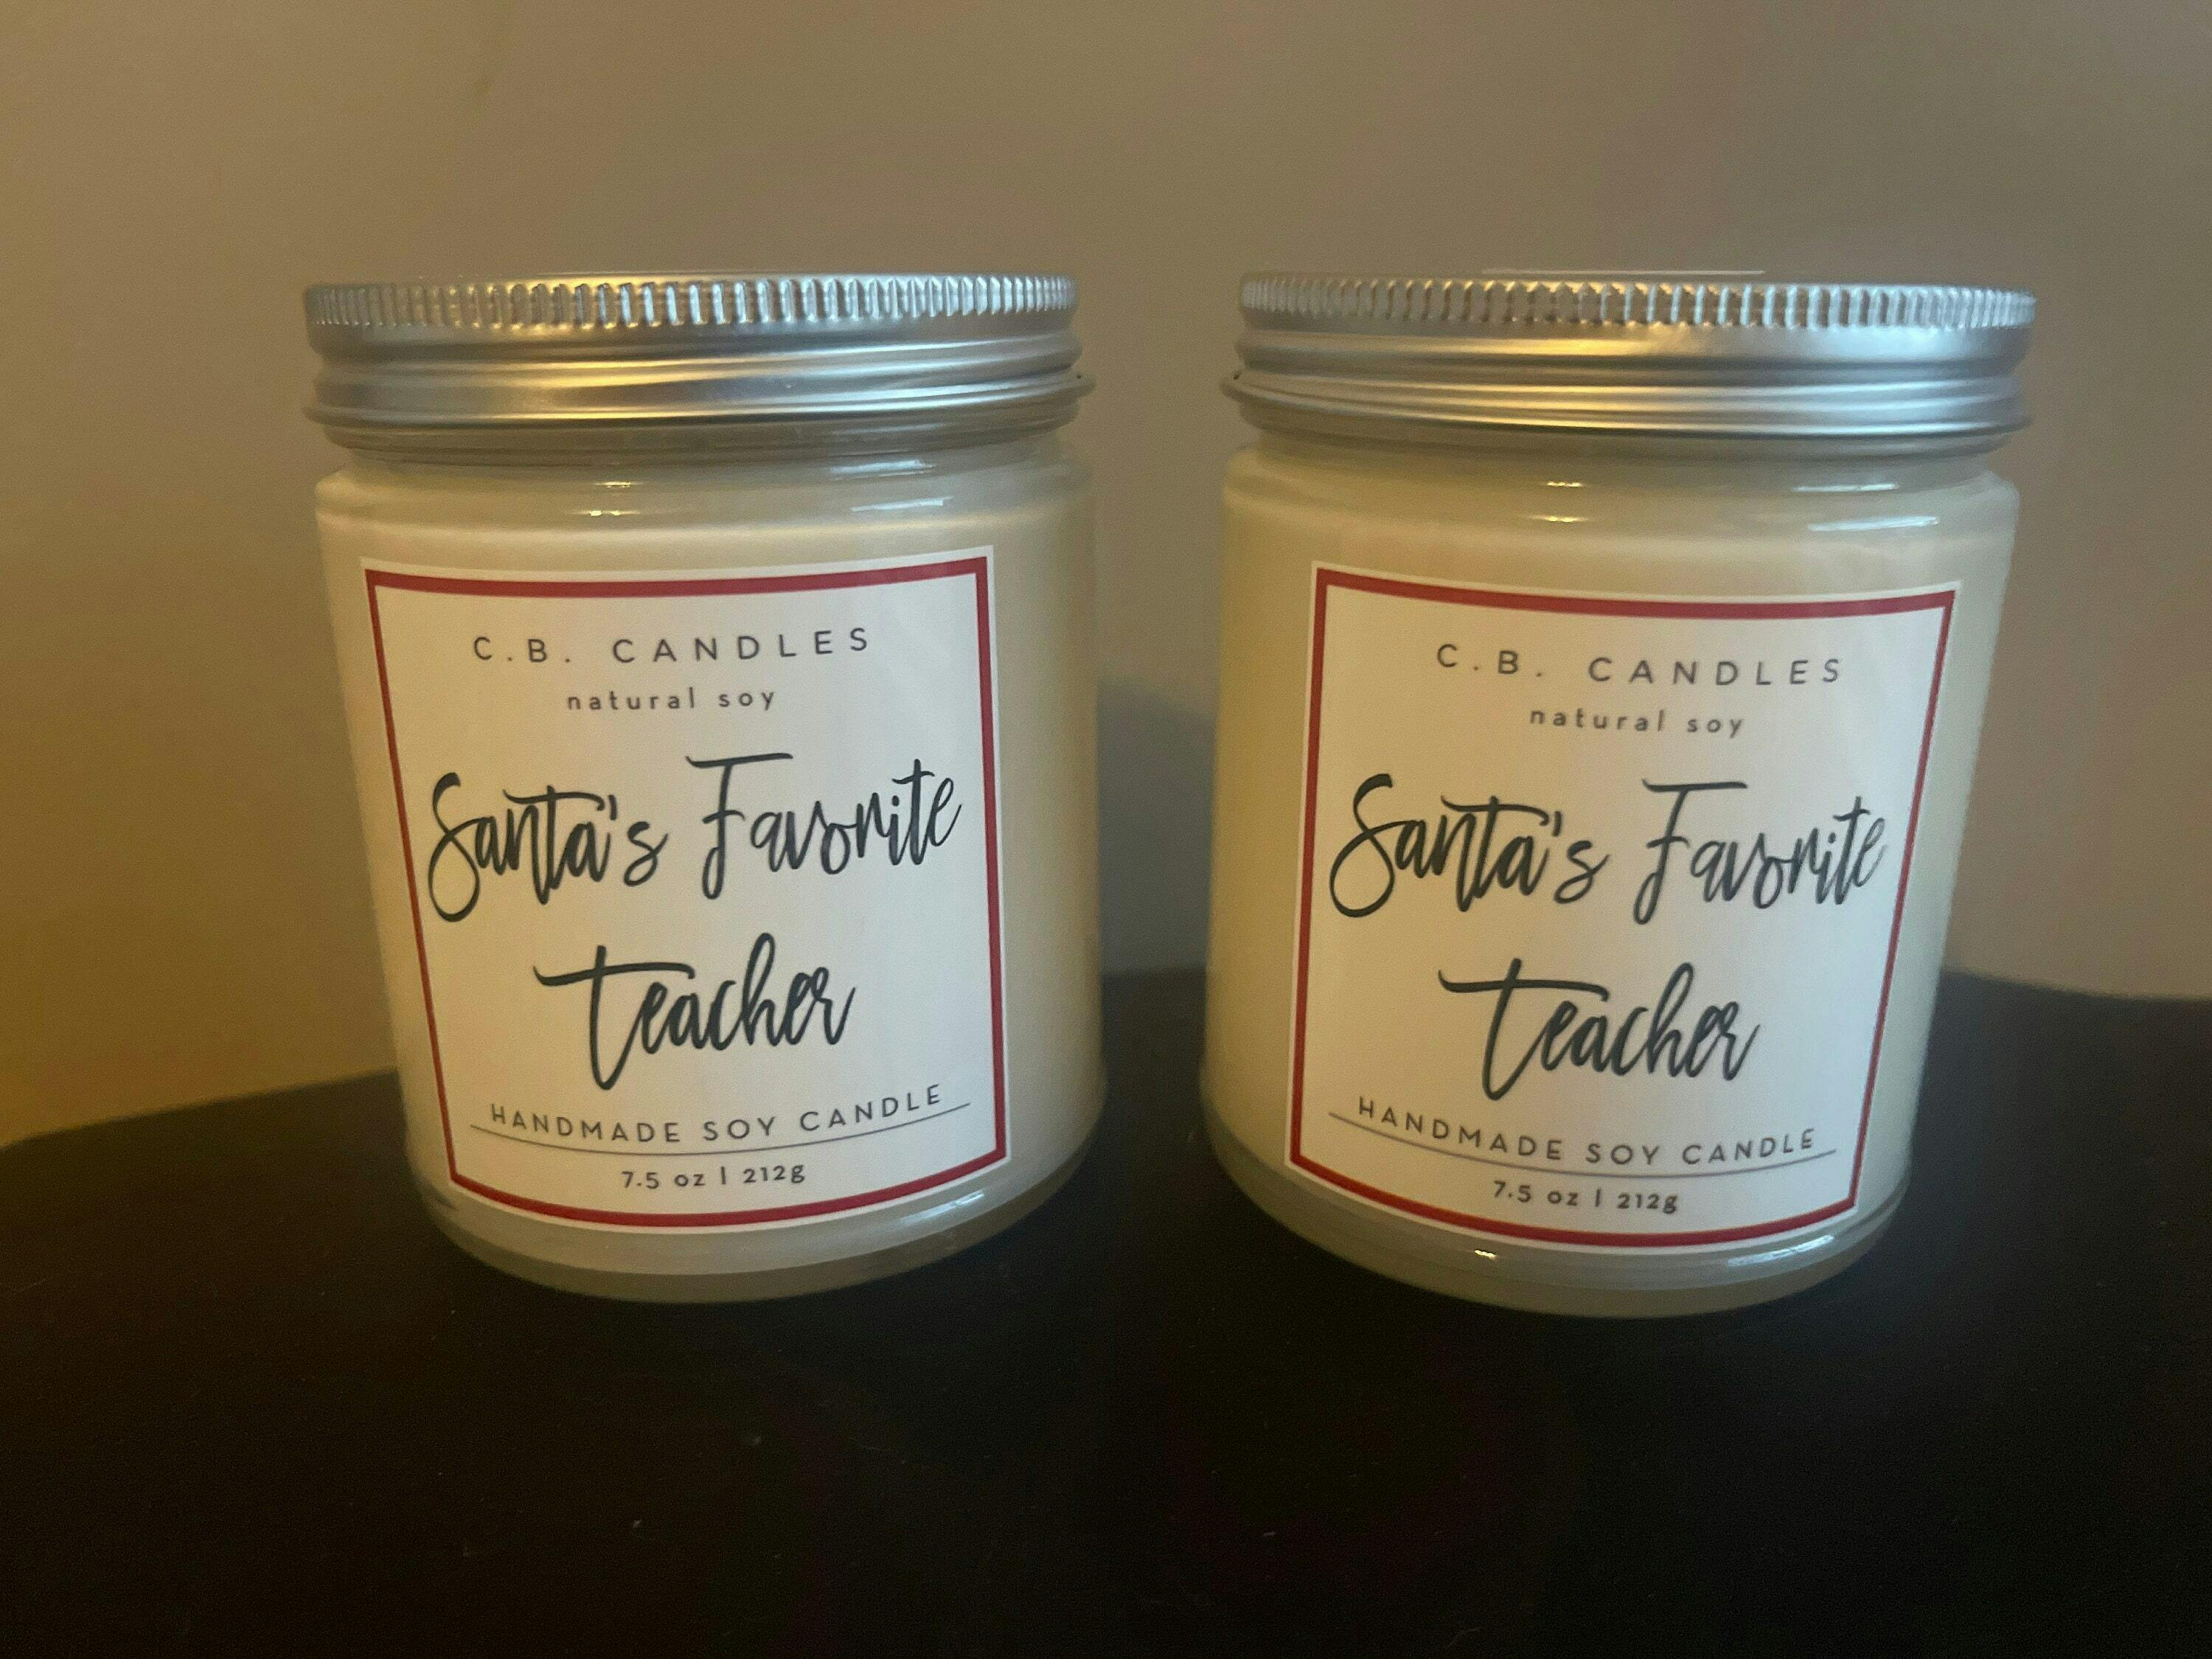 C.B. CANDLES
natural soy
Santa's Favorite
Teacher
HANDMADE SOY CANDLE
7.5 oz | 212g
C.B. CANDLES
natural soy
Santa's Favorite
Teacher
HANDMADE SOY CANDLE
7.5 oz | 212g